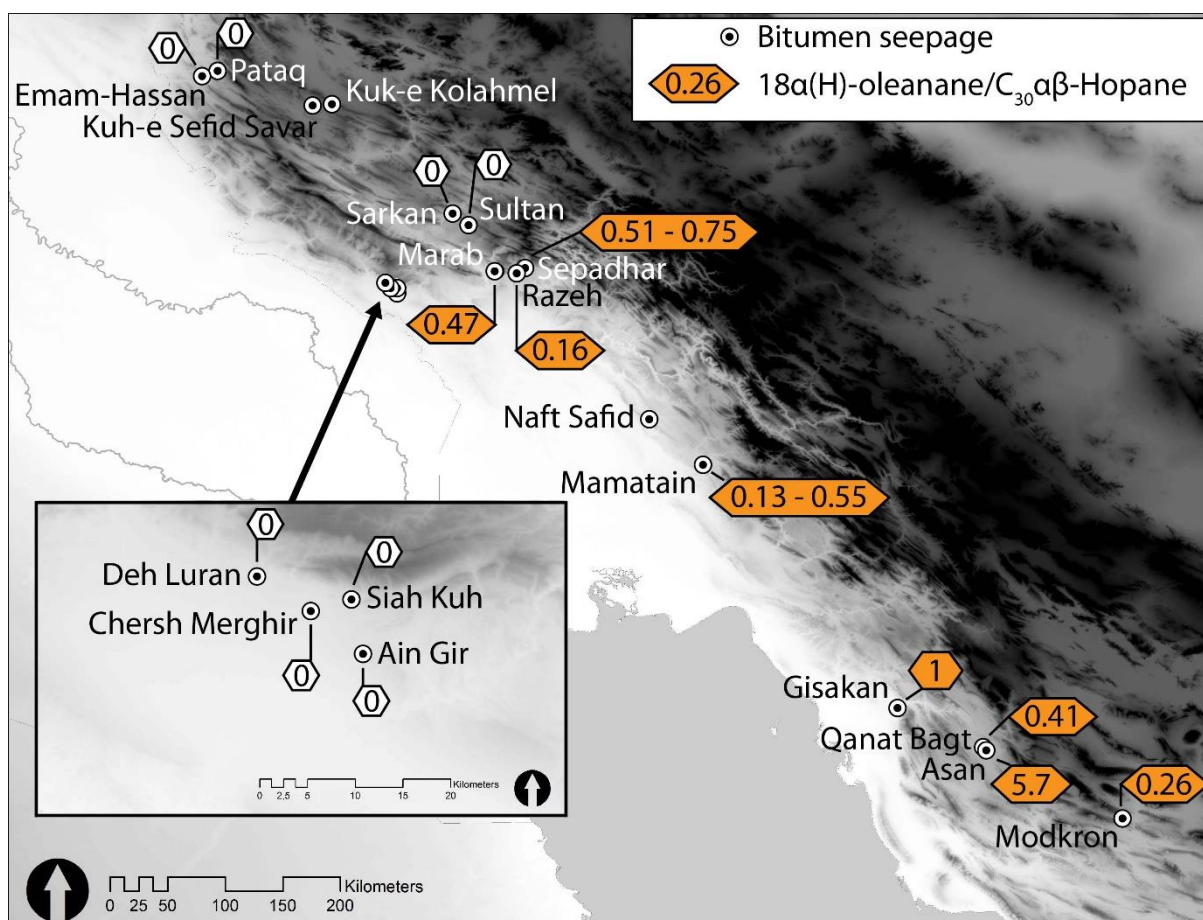 Bitumen seepage
0.26 18α(H)-oleanane/C₃₀αβ-Hopane
0
0
Pataq
Emam-Hassan
Kuk-e Kolahmel
Kuh-e Sefid Savar
0
0
Sarkan
Sultan
0.51 - 0.75
Marab
Sepadhar
Razeh
0.47
0.16
Naft Safid
Mamatain
0.13 - 0.55
0
0
Deh Luran
Siah Kuh
Chersh Merghir
Ain Gir
0
0
Kilometers
0 2,5 5 10 15 20
1
Gisakan
0.41
Qanat Bagt
Asan
5.7
0.26
Modkron
Kilometers
0 25 50 100 150 200